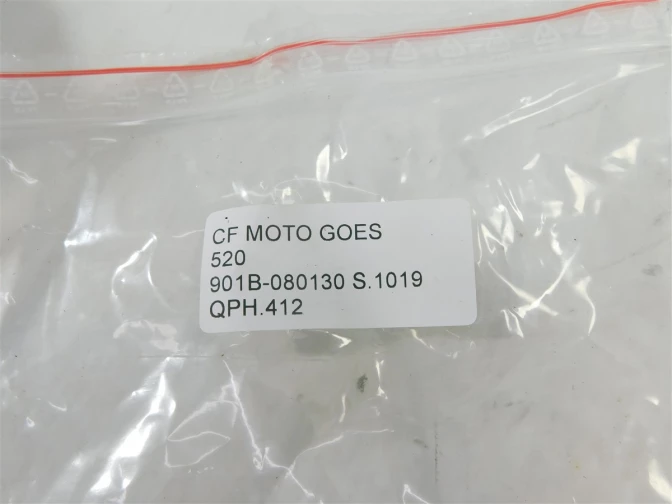 CF MOTO GOES
520
901B-080130 S.1019
QPH.412